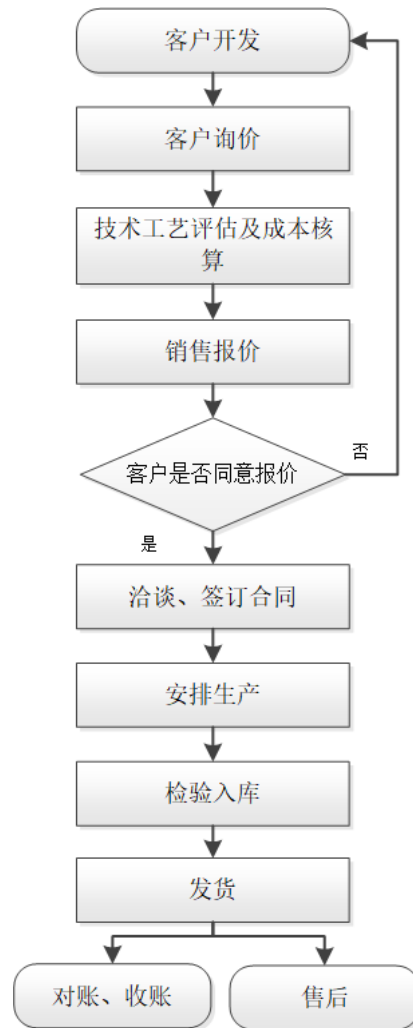 客户开发
客户询价
技术工艺评估及成本核
算
销售报价
客户是否同意报价
否
是
洽谈、签订合同
安排生产
检验入库
发货
对账、收账
售后